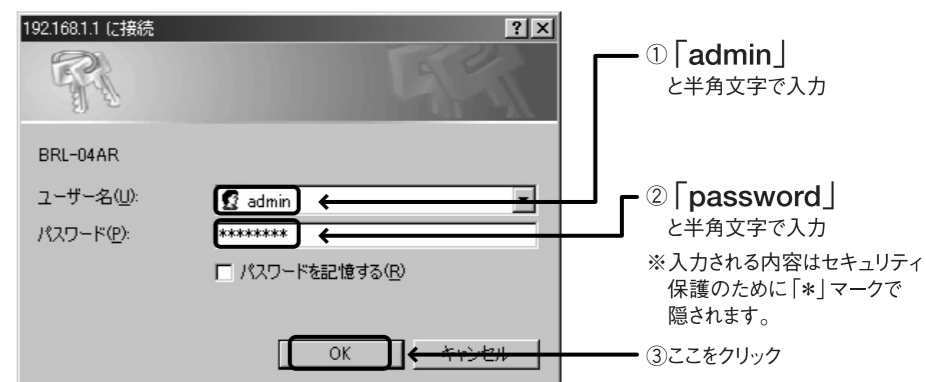 192.168.1.1 に接続
BRL-04AR
ユーザー名(U):
admin
パスワード(P):
********
パスワードを記憶する(R)
OK
キャンセル
①「admin」
と半角文字で入力
②「password」
と半角文字で入力
※入力される内容はセキュリティ
保護のために「*」マークで
隠されます。
③ここをクリック